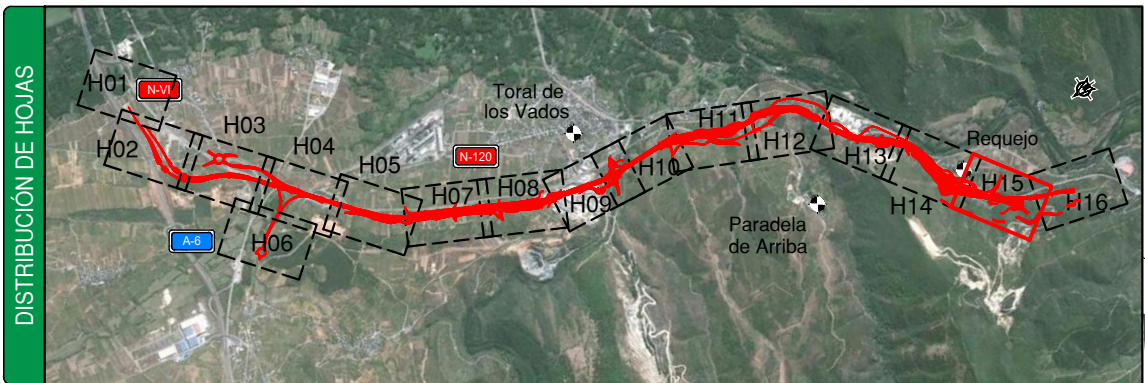 DISTRIBUCIÓN DE HOJAS
H01
N-VI
H02
H03
H04
H05
H06
A-6
N-120
Toral de
los Vados
H07
H08
H09
H10
H11
H12
Paradela
de Arriba
H13
H14
Requejo
H15
H16